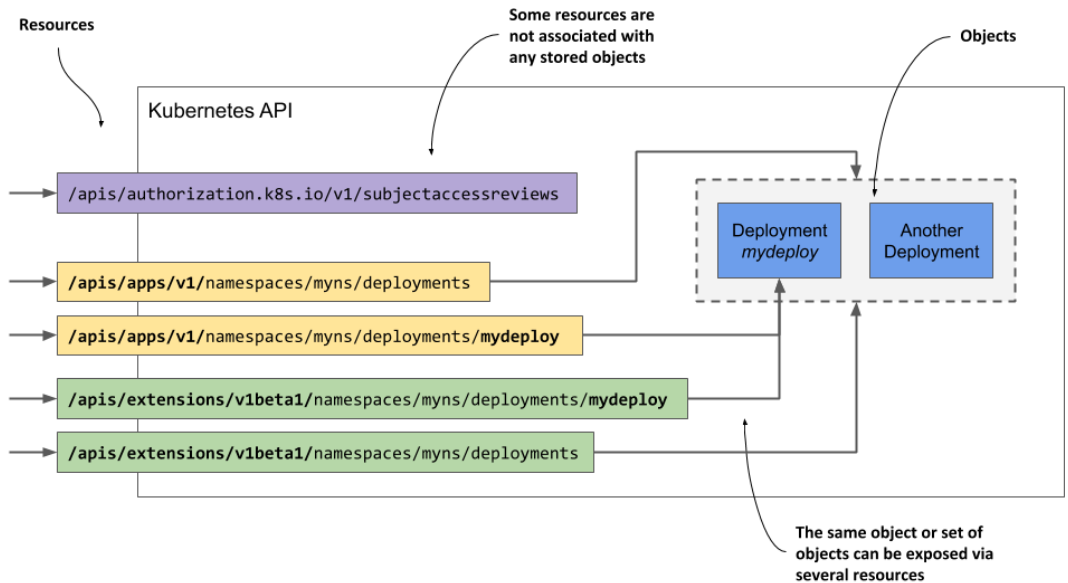 Resources
Some resources are
not associated with
any stored objects
Objects
Kubernetes API
/apis/authorization.k8s.io/v1/subjectaccessreviews
Deployment
mydeploy
Another
Deployment
/apis/apps/v1/namespaces/myns/deployments
/apis/apps/v1/namespaces/myns/deployments/mydeploy
/apis/extensions/v1beta1/namespaces/myns/deployments/mydeploy
/apis/extensions/v1beta1/namespaces/myns/deployments
The same object or set of
objects can be exposed via
several resources